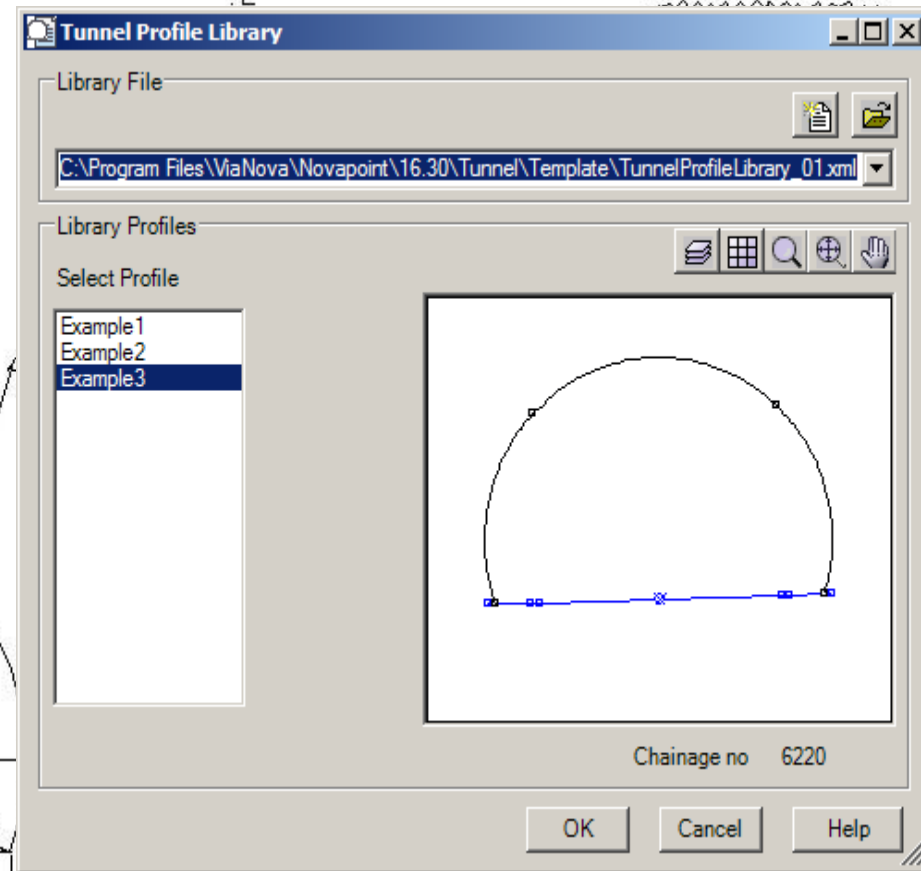 Tunnel Profile Library
Library File
C:\Program Files\ViaNova\Novapoint\16.30\Tunnel\Template\TunnelProfileLibrary_01.xml
Library Profiles
Select Profile
Example1
Example2
Example3
Chainage no 6220
OK Cancel Help